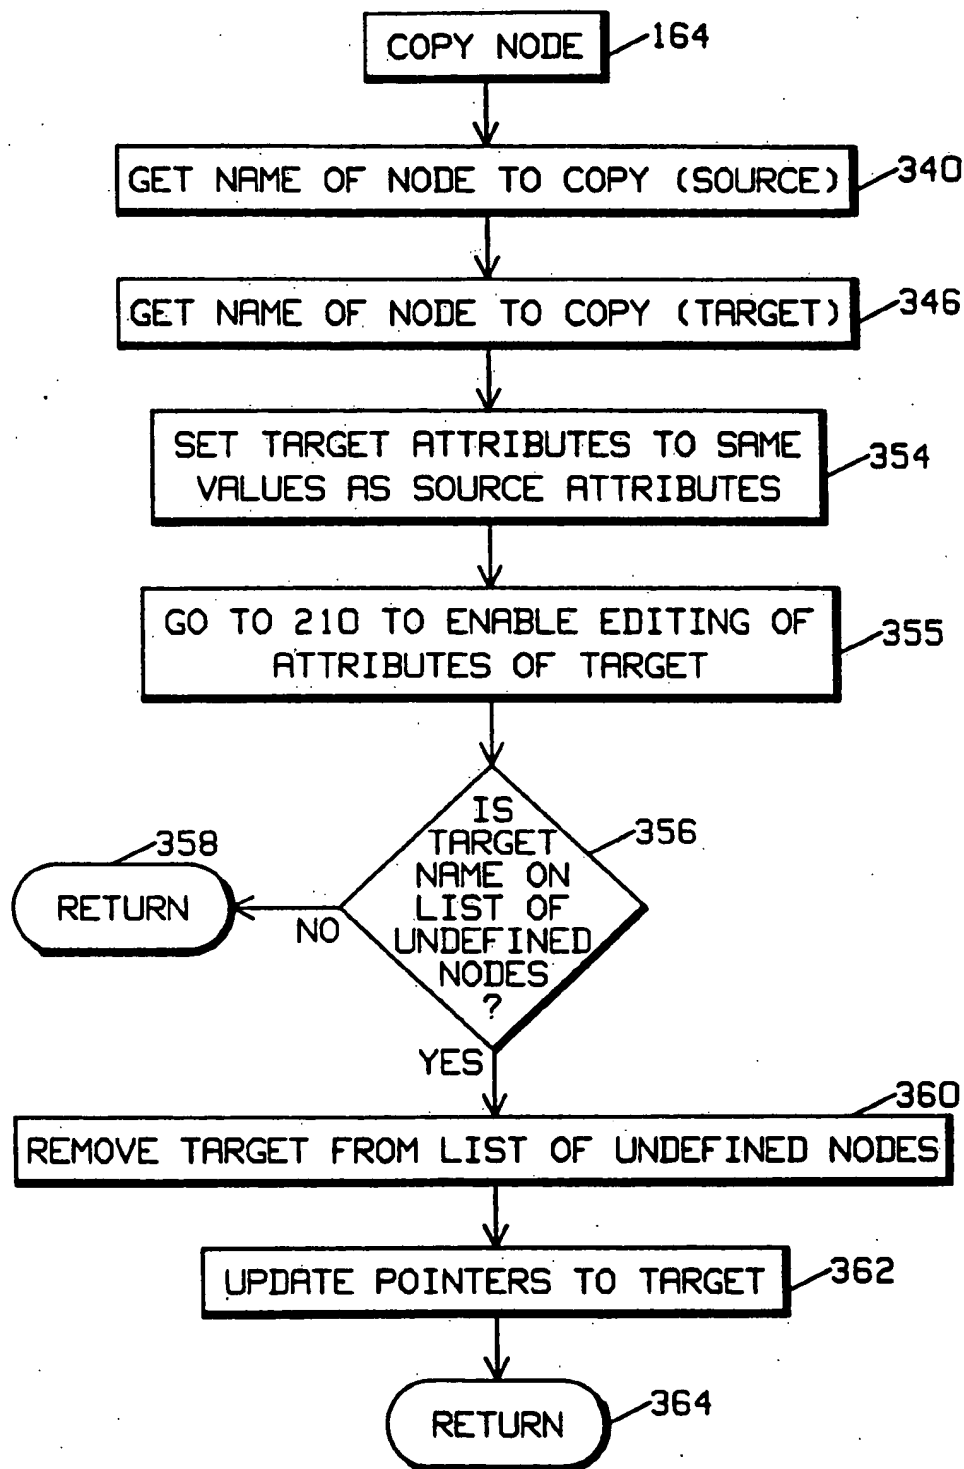 COPY NODE
164
GET NAME OF NODE TO COPY (SOURCE)
340
GET NAME OF NODE TO COPY (TARGET)
346
SET TARGET ATTRIBUTES TO SAME
VALUES AS SOURCE ATTRIBUTES
354
GO TO 210 TO ENABLE EDITING OF
ATTRIBUTES OF TARGET
355
IS
TARGET
NAME ON
LIST OF
UNDEFINED
NODES
?
356
358
RETURN
NO
YES
360
REMOVE TARGET FROM LIST OF UNDEFINED NODES
UPDATE POINTERS TO TARGET
362
RETURN
364